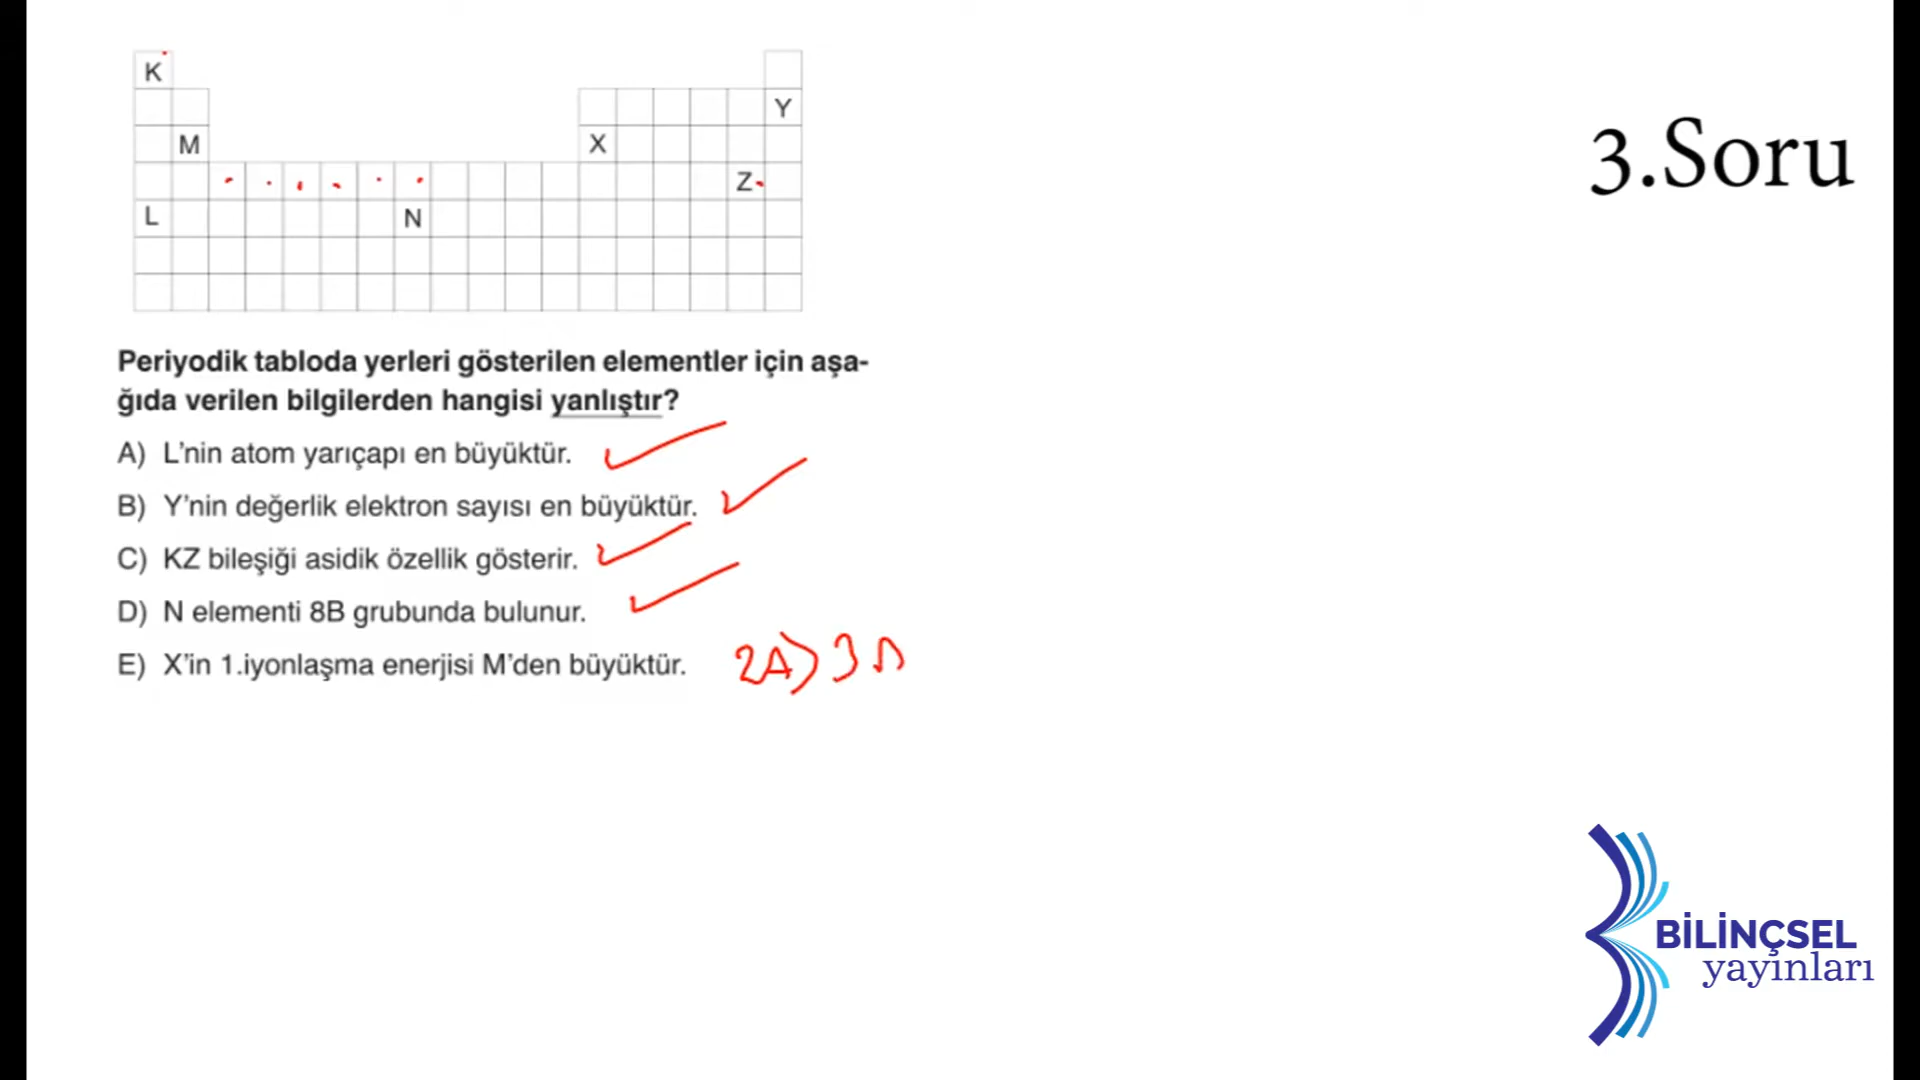 K
Y
3.Soru
M
X
Z
L
N
Periyodik tabloda yerleri gösterilen elementler için aşa-
ğıda verilen bilgilerden hangisi yanlıştır?
A) L'nin atom yarıçapı en büyüktür.
B) Y'nin değerlik elektron sayısı en büyüktür.
C) KZ bileşiği asidik özellik gösterir.
D) N elementi 8B grubunda bulunur.
E) X'in 1.iyonlaşma enerjisi M'den büyüktür. 2A > 3A
BİLİNÇSEL
yayınları